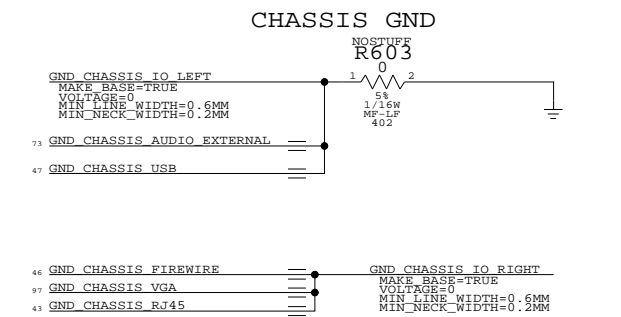 CHASSIS GND
NOSTUFF
R603
0
1 2
5%
1/16W
MF-LF
402
GND_CHASSIS_IO_LEFT
MAKE_BASE=TRUE
VOLTAGE=0
MIN_LINE_WIDTH=0.6MM
MIN_NECK_WIDTH=0.2MM
73 GND_CHASSIS_AUDIO_EXTERNAL
47 GND_CHASSIS_USB
46 GND_CHASSIS_FIREWIRE
97 GND_CHASSIS_VGA
43 GND_CHASSIS_RJ45
GND_CHASSIS_IO_RIGHT
MAKE_BASE=TRUE
VOLTAGE=0
MIN_LINE_WIDTH=0.6MM
MIN_NECK_WIDTH=0.2MM